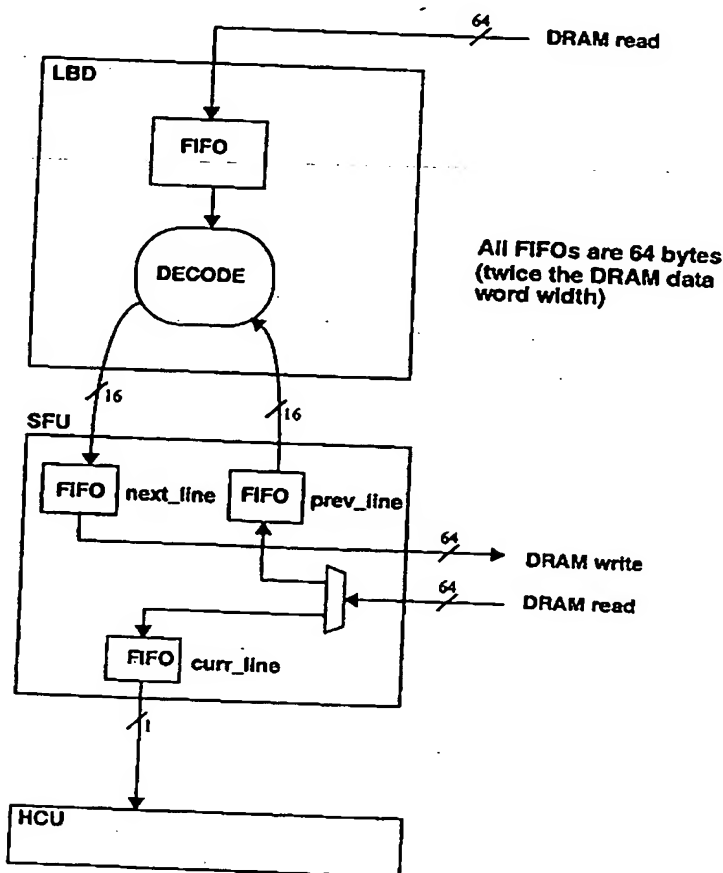 64
DRAM read
LBD
FIFO
DECODE
All FIFOs are 64 bytes
(twice the DRAM data
word width)
16
16
SFU
FIFO
next_line
FIFO
prev_line
64
DRAM write
64
DRAM read
FIFO
curr_line
1
HCU